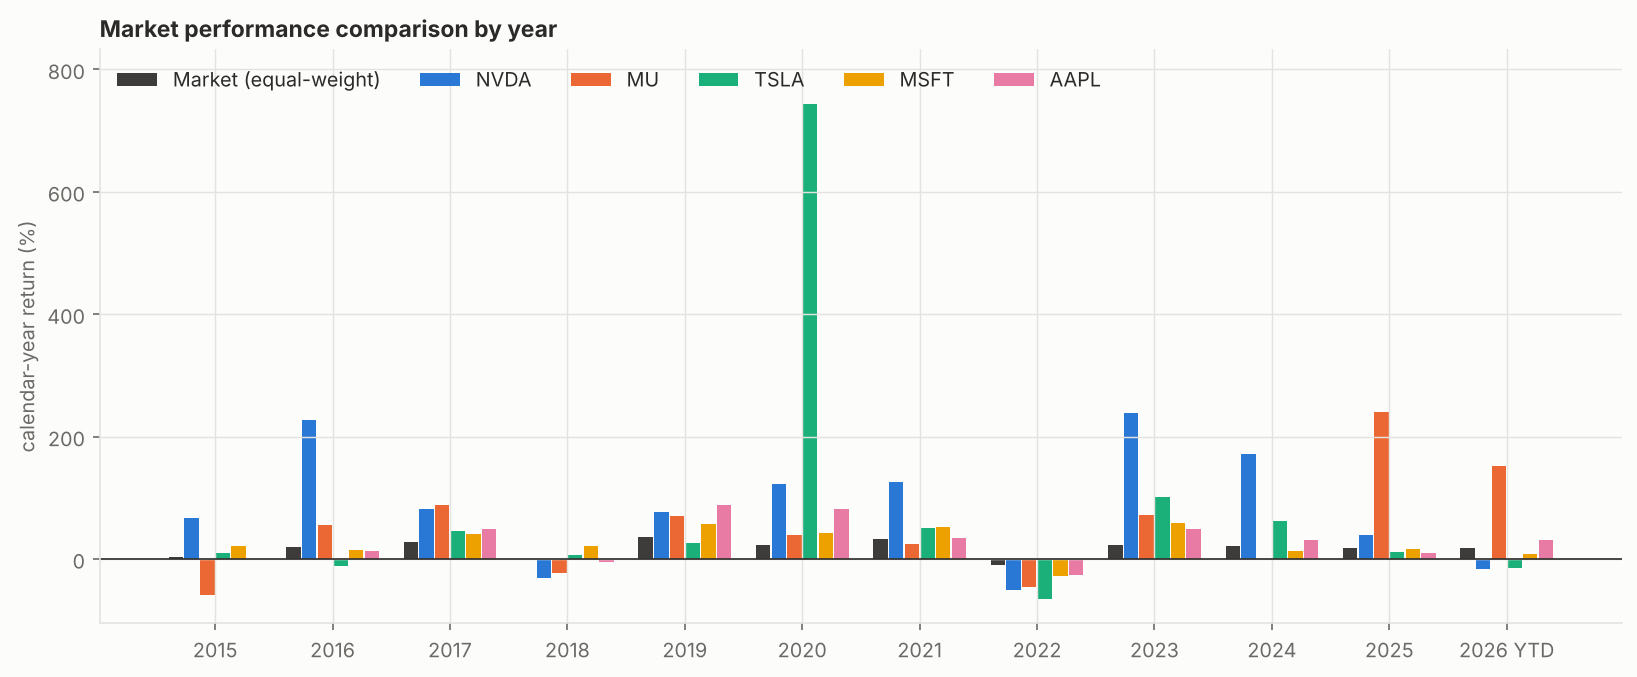 Market performance comparison by year
Market (equal-weight) NVDA MU TSLA MSFT AAPL
calendar-year return (%)
800
600
400
200
0
2015 2016 2017 2018 2019 2020 2021 2022 2023 2024 2025 2026 YTD